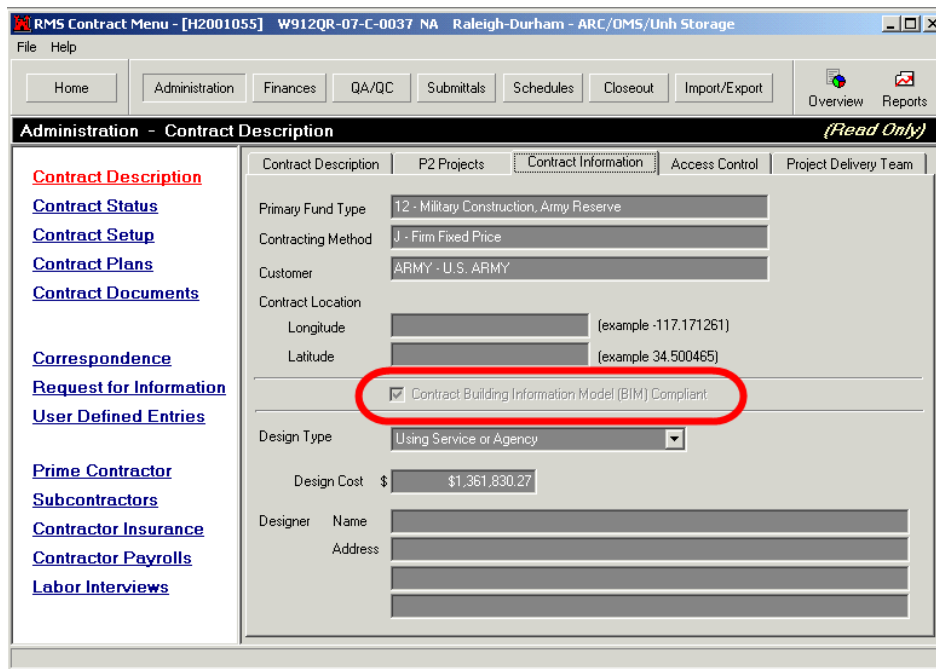 RMS Contract Menu - [H2001055] W912QR-07-C-0037 NA Raleigh-Durham - ARC/OMS/Unh Storage
File Help
Home Administration Finances QA/QC Submittals Schedules Closeout Import/Export Overview Reports
Administration - Contract Description (Read Only)
Contract Description P2 Projects Contract Information Access Control Project Delivery Team
Contract Description
Contract Status
Contract Setup
Contract Plans
Contract Documents
Correspondence
Request for Information
User Defined Entries
Prime Contractor
Subcontractors
Contractor Insurance
Contractor Payrolls
Labor Interviews
Primary Fund Type 12 - Military Construction, Army Reserve
Contracting Method J - Firm Fixed Price
Customer ARMY - U.S. ARMY
Contract Location
Longitude (example -117.171261)
Latitude (example 34.500465)
Contract Building Information Model (BIM) Compliant
Design Type Using Service or Agency
Design Cost $ $1,361,830.27
Designer Name
Address